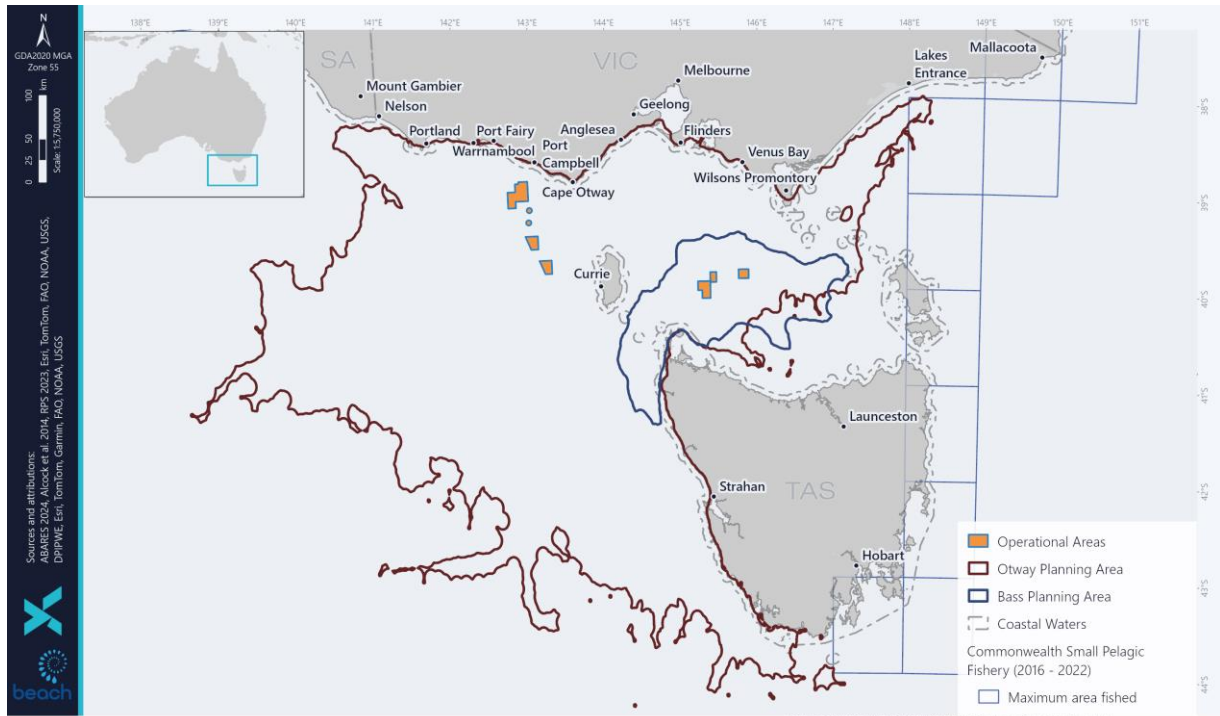 138°E 139°E 140°E 141°E 142°E 143°E 144°E 145°E 146°E 147°E 148°E 149°E 150°E 151°E
N
GDA2020 MGA
Zone 55
km
100
50
25
0
Scale: 1:5,750,000
SA
VIC
TAS
Mount Gambier
Nelson
Portland
Port Fairy
Warrnambool
Port
Campbell
Cape Otway
Anglesea
Geelong
Melbourne
Flinders
Venus Bay
Wilsons Promontory
Lakes
Entrance
Mallacoota
Currie
Launceston
Strahan
Hobart
38°S
39°S
40°S
41°S
42°S
43°S
44°S
Sources and attributions:
ABARES 2024, Alcock et al. 2014, RPS 2023, Esri, TomTom, FAO, NOAA, USGS,
DPIPWE, Esri, TomTom, Garmin, FAO, NOAA, USGS
beach
Operational Areas
Otway Planning Area
Bass Planning Area
Coastal Waters
Commonwealth Small Pelagic
Fishery (2016 - 2022)
Maximum area fished